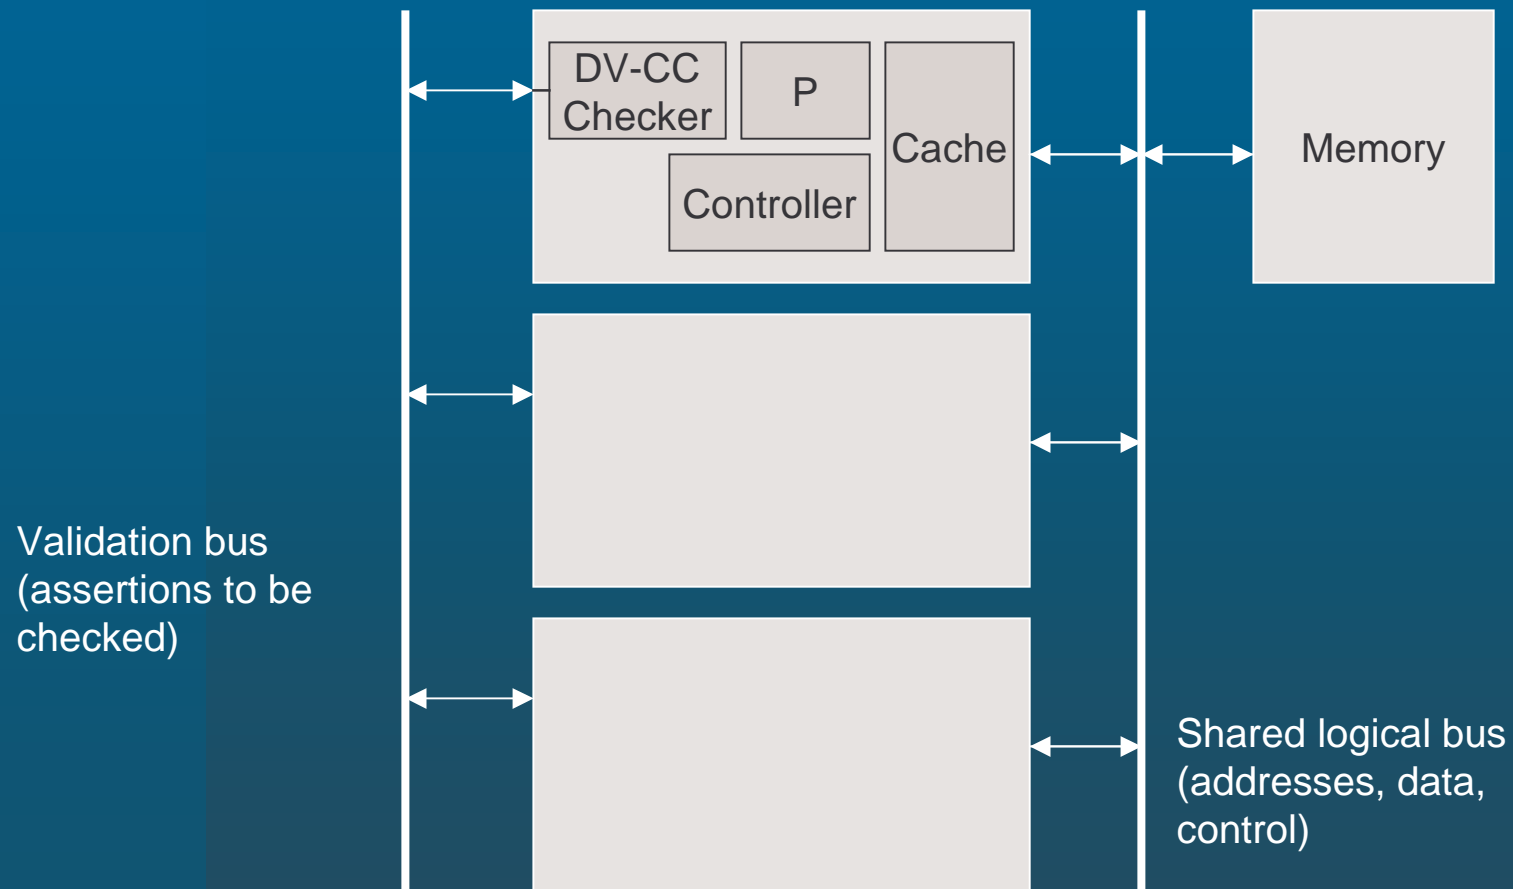 DV-CC
Checker
P
Cache
Controller
Memory
Validation bus
(assertions to be
checked)
Shared logical bus
(addresses, data,
control)